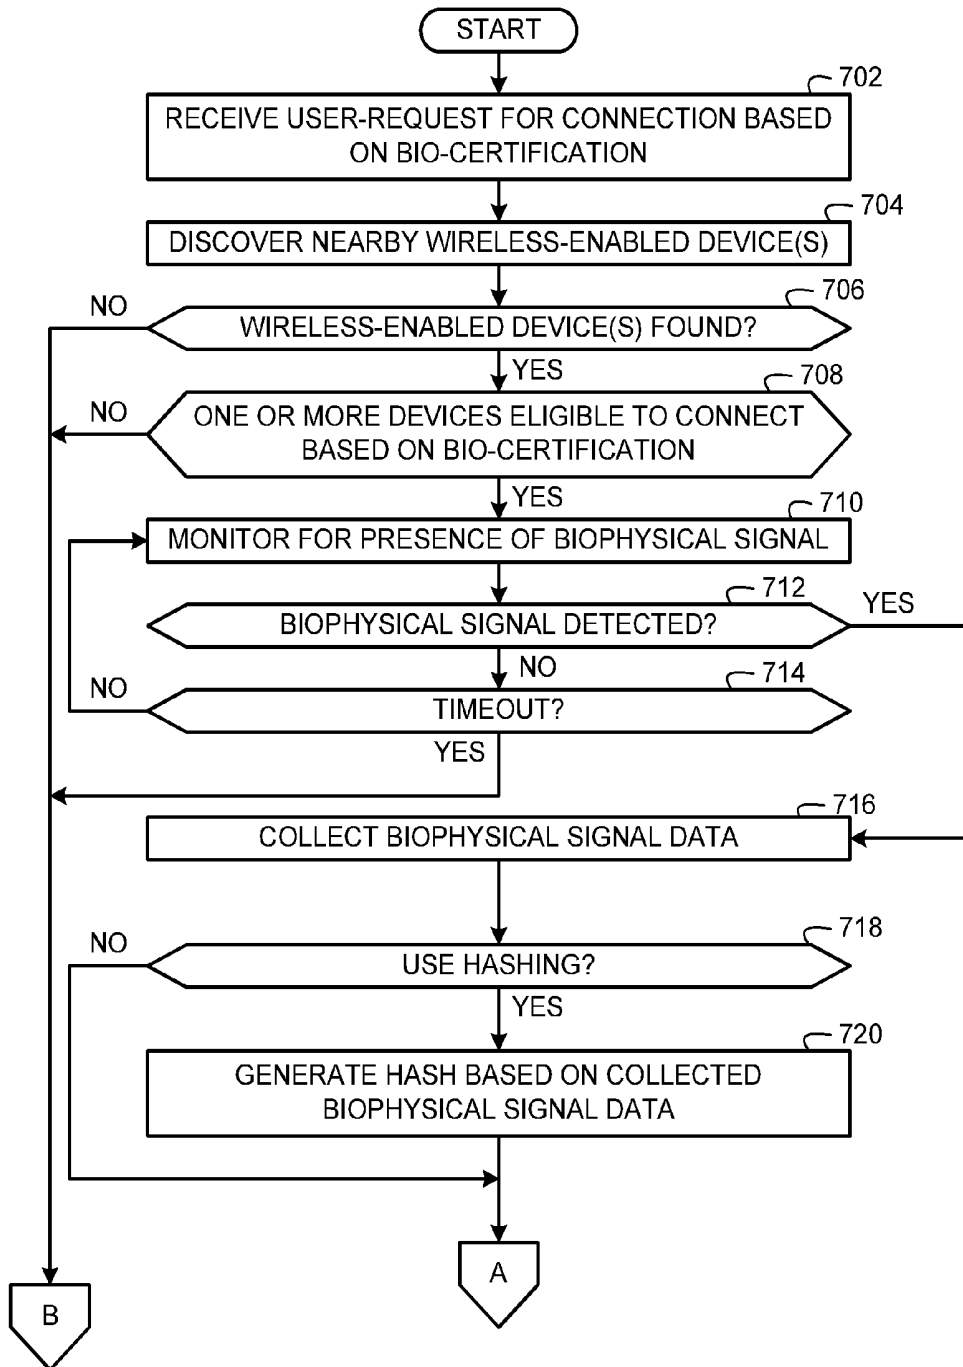 START
702
RECEIVE USER-REQUEST FOR CONNECTION BASED
ON BIO-CERTIFICATION
704
DISCOVER NEARBY WIRELESS-ENABLED DEVICE(S)
706
NO
WIRELESS-ENABLED DEVICE(S) FOUND?
YES
708
NO
ONE OR MORE DEVICES ELIGIBLE TO CONNECT
BASED ON BIO-CERTIFICATION
YES
710
MONITOR FOR PRESENCE OF BIOPHYSICAL SIGNAL
712
YES
BIOPHYSICAL SIGNAL DETECTED?
NO
714
NO
TIMEOUT?
YES
716
COLLECT BIOPHYSICAL SIGNAL DATA
718
NO
USE HASHING?
YES
720
GENERATE HASH BASED ON COLLECTED
BIOPHYSICAL SIGNAL DATA
A
B